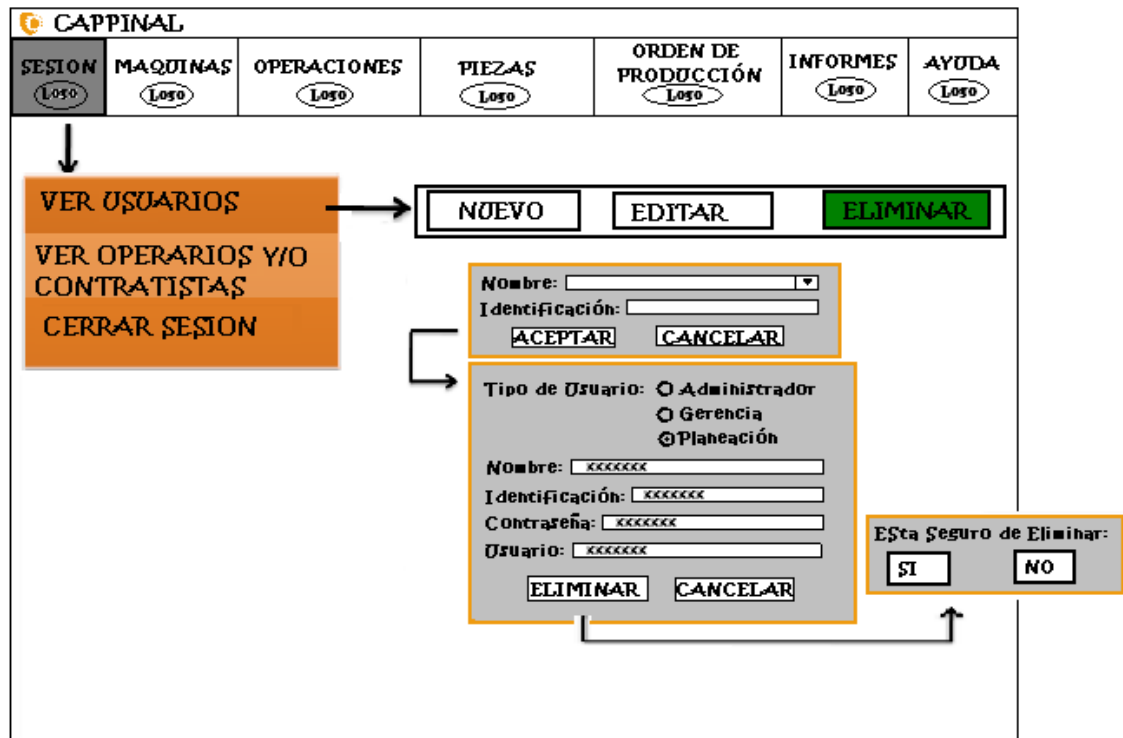 CAPPINAL
SESION MAQUINAS OPERACIONES PIEZAS ORDEN DE PRODUCCIÓN INFORMES AYUDA
Logo Logo Logo Logo Logo Logo Logo
VER USUARIOS
VER OPERARIOS Y/O
CONTRATISTAS
CERRAR SESION
NUEVO EDITAR ELIMINAR
Nombre:
Identificación:
ACEPTAR CANCELAR
Tipo de Usuario: Administrador
Gerencia
Planeación
Nombre: xxxxxxx
Identificación: xxxxxxx
Contraseña: xxxxxxx
Usuario: xxxxxxx
ELIMINAR CANCELAR
ESta Seguro de Eliminar:
SI NO